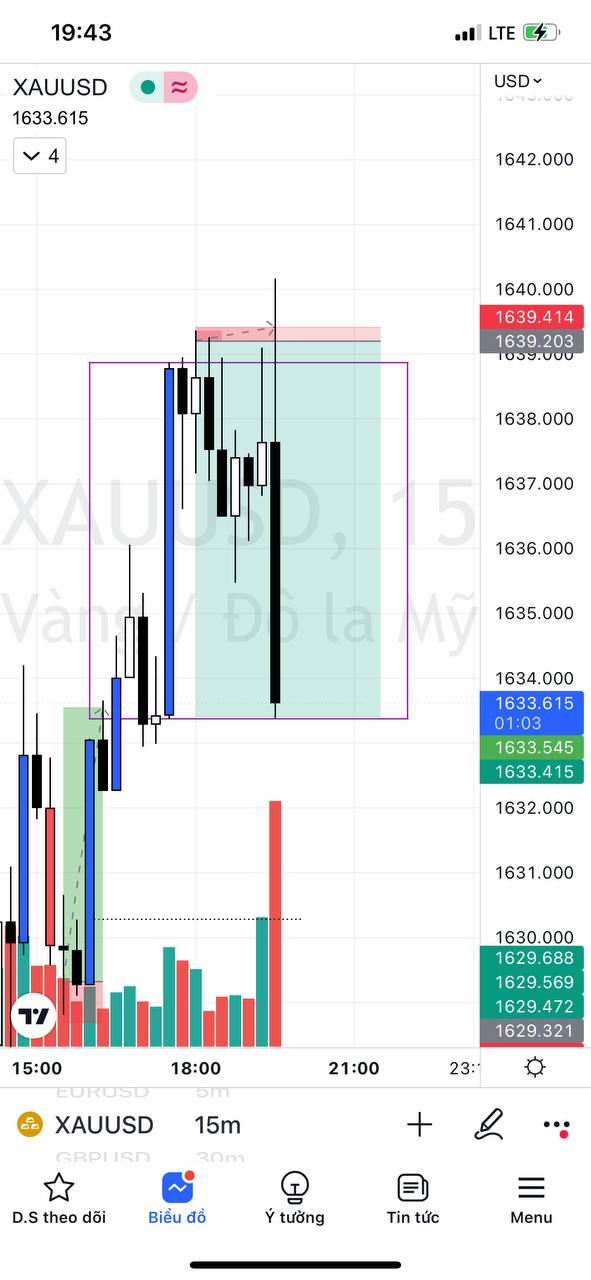 19:43
LTE
XAUUSD
1633.615
4
USD
1642.000
1641.000
1640.000
1639.414
1639.203
1639.000
1638.000
1637.000
1636.000
1635.000
1634.000
1633.615
01:03
1633.545
1633.415
1632.000
1631.000
1630.000
1629.688
1629.569
1629.472
1629.321
XAUUSD, 15
Vàng / Đô la Mỹ
15:00
18:00
21:00
EURUSD 5m
XAUUSD 15m
GBPUSD 30m
D.S theo dõi
Biểu đồ
Ý tưởng
Tin tức
Menu